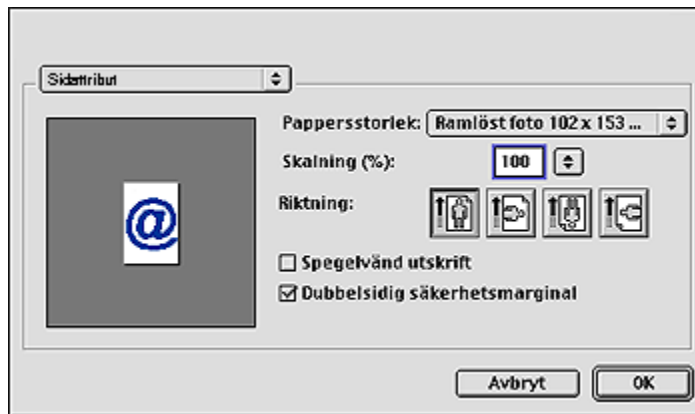 Sidattribut
Pappersstorlek: Ramlöst foto 102 x 153 ...
Skalning (%): 100
Riktning:
@
Spegelvänd utskrift
Dubbelsidig säkerhetsmarginal
Avbryt OK